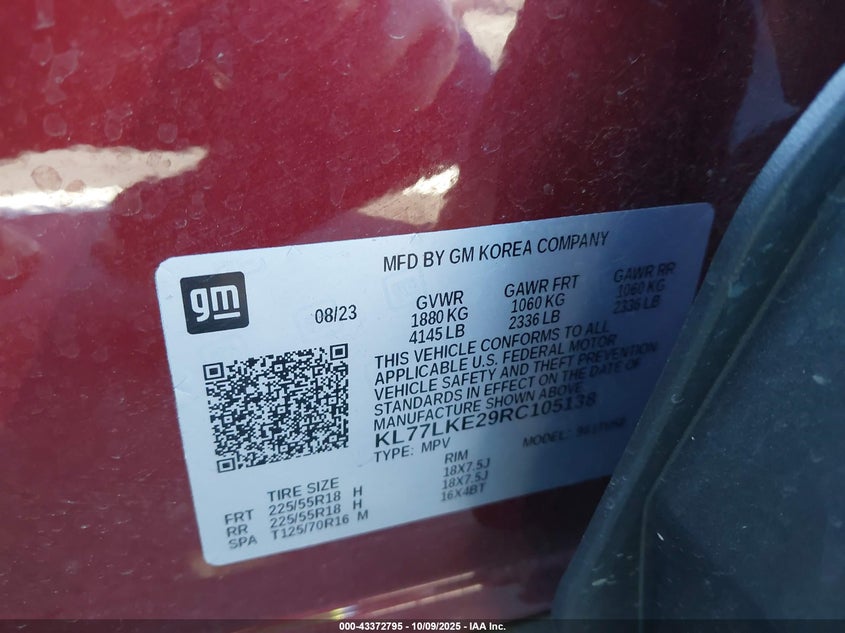 MFD BY GM KOREA COMPANY
gm
08/23
GVWR
1880 KG
4145 LB
GAWR FRT
1060 KG
2336 LB
GAWR RR
1060 KG
2336 LB
THIS VEHICLE CONFORMS TO ALL
APPLICABLE U.S. FEDERAL MOTOR
VEHICLE SAFETY AND THEFT PREVENTION
STANDARDS IN EFFECT ON THE DATE OF
MANUFACTURE SHOWN ABOVE
KL77LKE29RC105138
TYPE: MPV
MODEL:
TIRE SIZE
RIM
FRT 225/55R18 H 18X7.5J
RR 225/55R18 H 18X7.5J
SPA T125/70R16 M 16X4BT
000-43372795 - 10/09/2025 - IAA Inc.